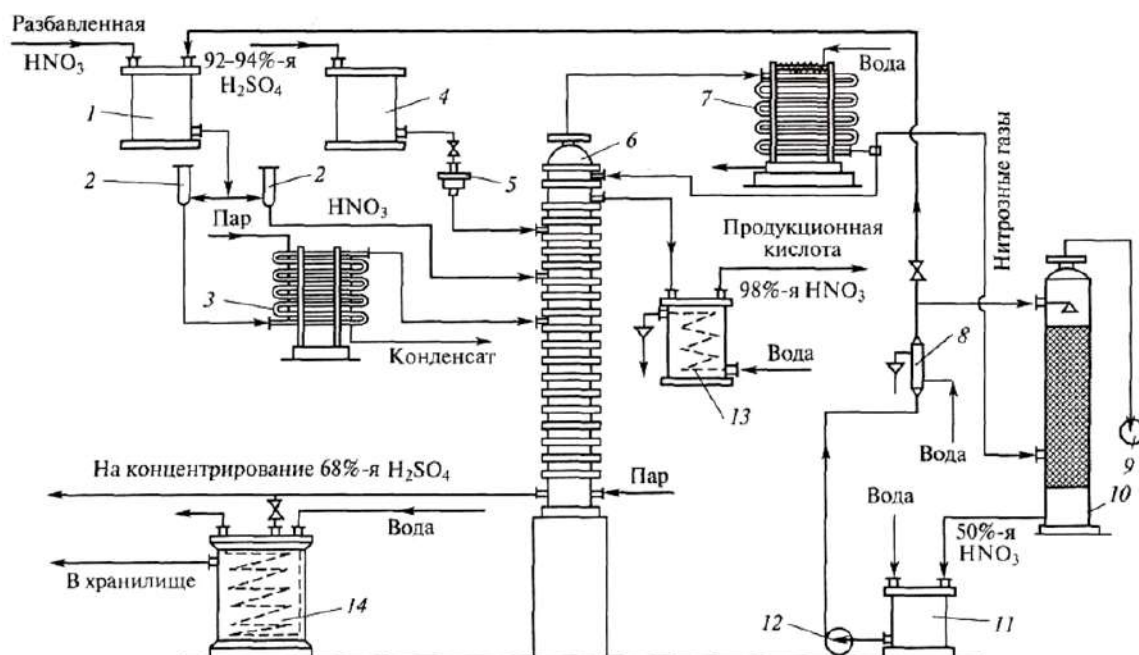 Разбавленная
HNO₃
92–94%-я
H₂SO₄
1
4
2
2
5
HNO₃
Пар
3
Конденсат
6
7
Вода
Продукционная
кислота
98%-я HNO₃
Вода
13
Нитрозные газы
8
Вода
9
10
На концентрирование 68%-я H₂SO₄
Пар
Вода
В хранилище
14
Вода
50%-я
HNO₃
12
11